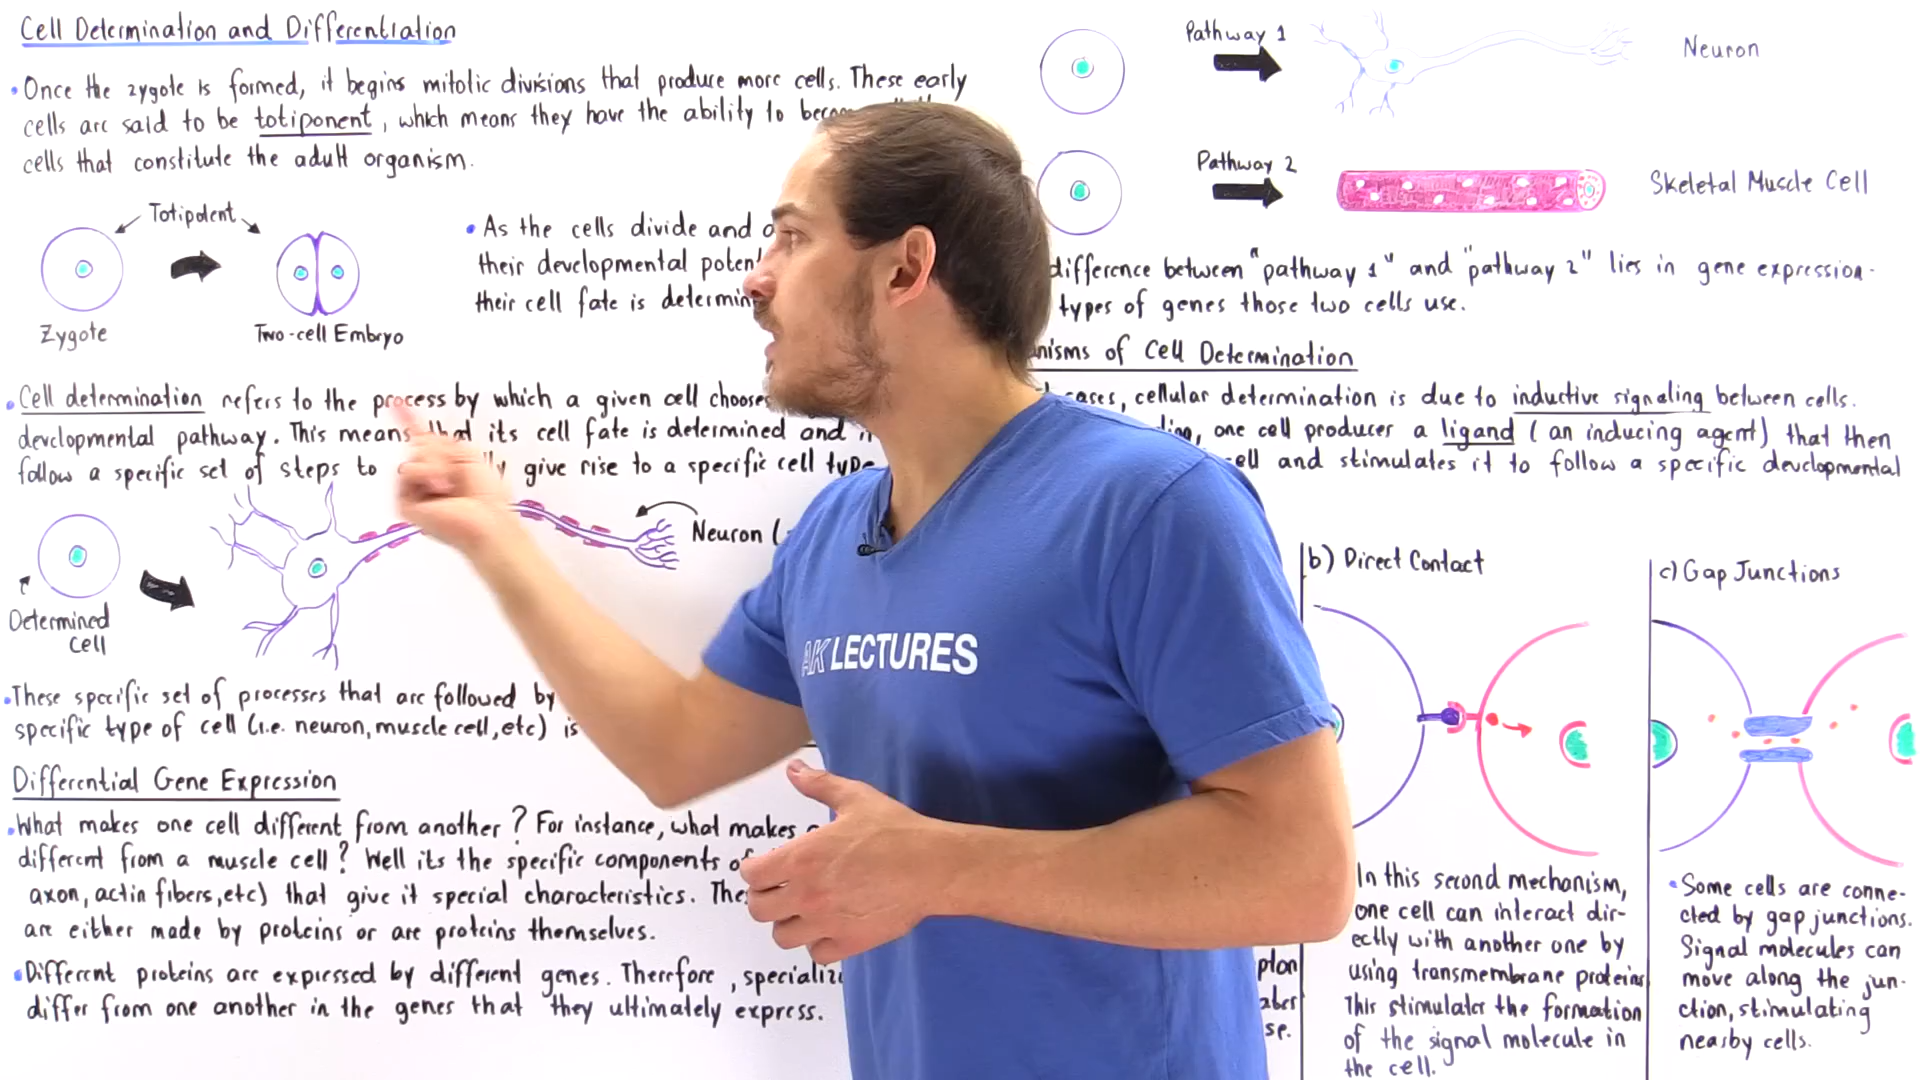 Cell Determination and Differentiation
• Once the zygote is formed, it begins mitotic divisions that produce more cells. These early
cells are said to be totiponent, which means they have the ability to become
cells that constitute the adult organism.
Totipotent
Zygote
Two-cell Embryo
• As the cells divide and
their developmental
their cell fate is
• Cell determination refers to the process by which a given cell chooses
developmental pathway. This means that its cell fate is determined and
follow a specific set of steps to give rise to a specific cell type
Neuron (
Determined
Cell
• These specific set of processes that are followed by
specific type of cell (i.e. neuron, muscle cell, etc) is
Differential Gene Expression
• What makes one cell different from another? For instance, what makes
different from a muscle cell? Well its the specific components of
axon, actin fibers, etc) that give it special characteristics.
are either made by proteins or are proteins themselves.
• Different proteins are expressed by different genes. Therefore,
differ from one another in the genes that they ultimately express.
Pathway 1
Neuron
Pathway 2
Skeletal Muscle Cell
difference between "pathway 1" and "pathway 2" lies in gene expression-
types of genes those two cells use.
of Cell Determination
cases, cellular determination is due to inductive signaling between cells.
one cell producer a ligand (an inducing agent) that then
and stimulates it to follow a specific developmental
b) Direct Contact
In this second mechanism,
one cell can interact dir-
ectly with another one by
using transmembrane proteins
This stimulates the formation
of the signal molecule in
the cell.
c) Gap Junctions
• Some cells are conne-
cted by gap junctions.
Signal molecules can
move along the jun-
ction, stimulating
nearby cells.
AK LECTURES